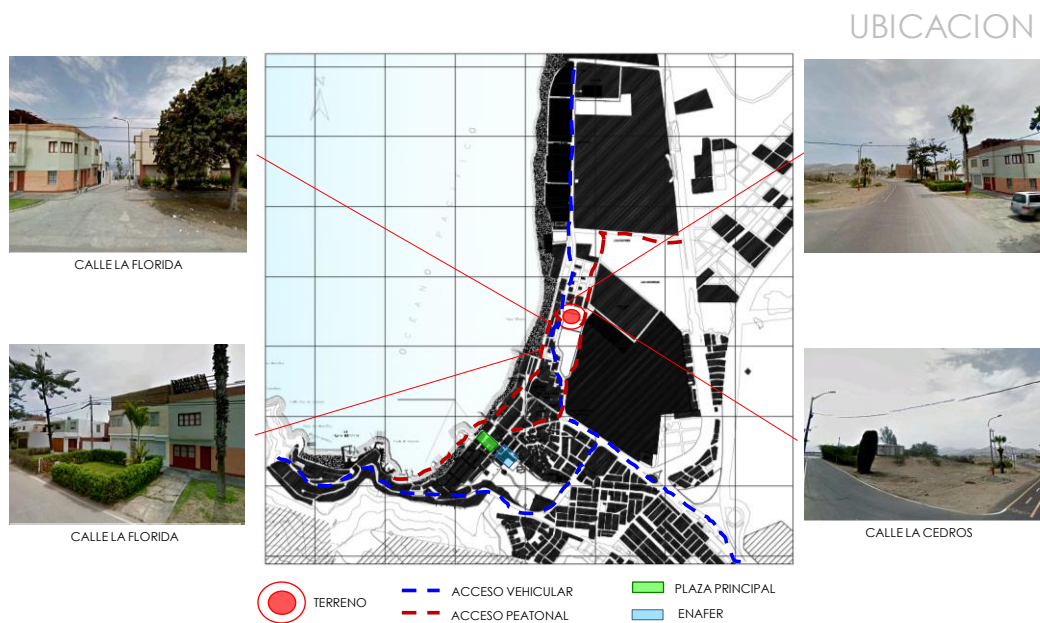 UBICACION
CALLE LA FLORIDA
OCEANO PACIFICO
CALLE LA FLORIDA
CALLE LA CEDROS
TERRENO
ACCESO VEHICULAR
ACCESO PEATONAL
PLAZA PRINCIPAL
ENAFER